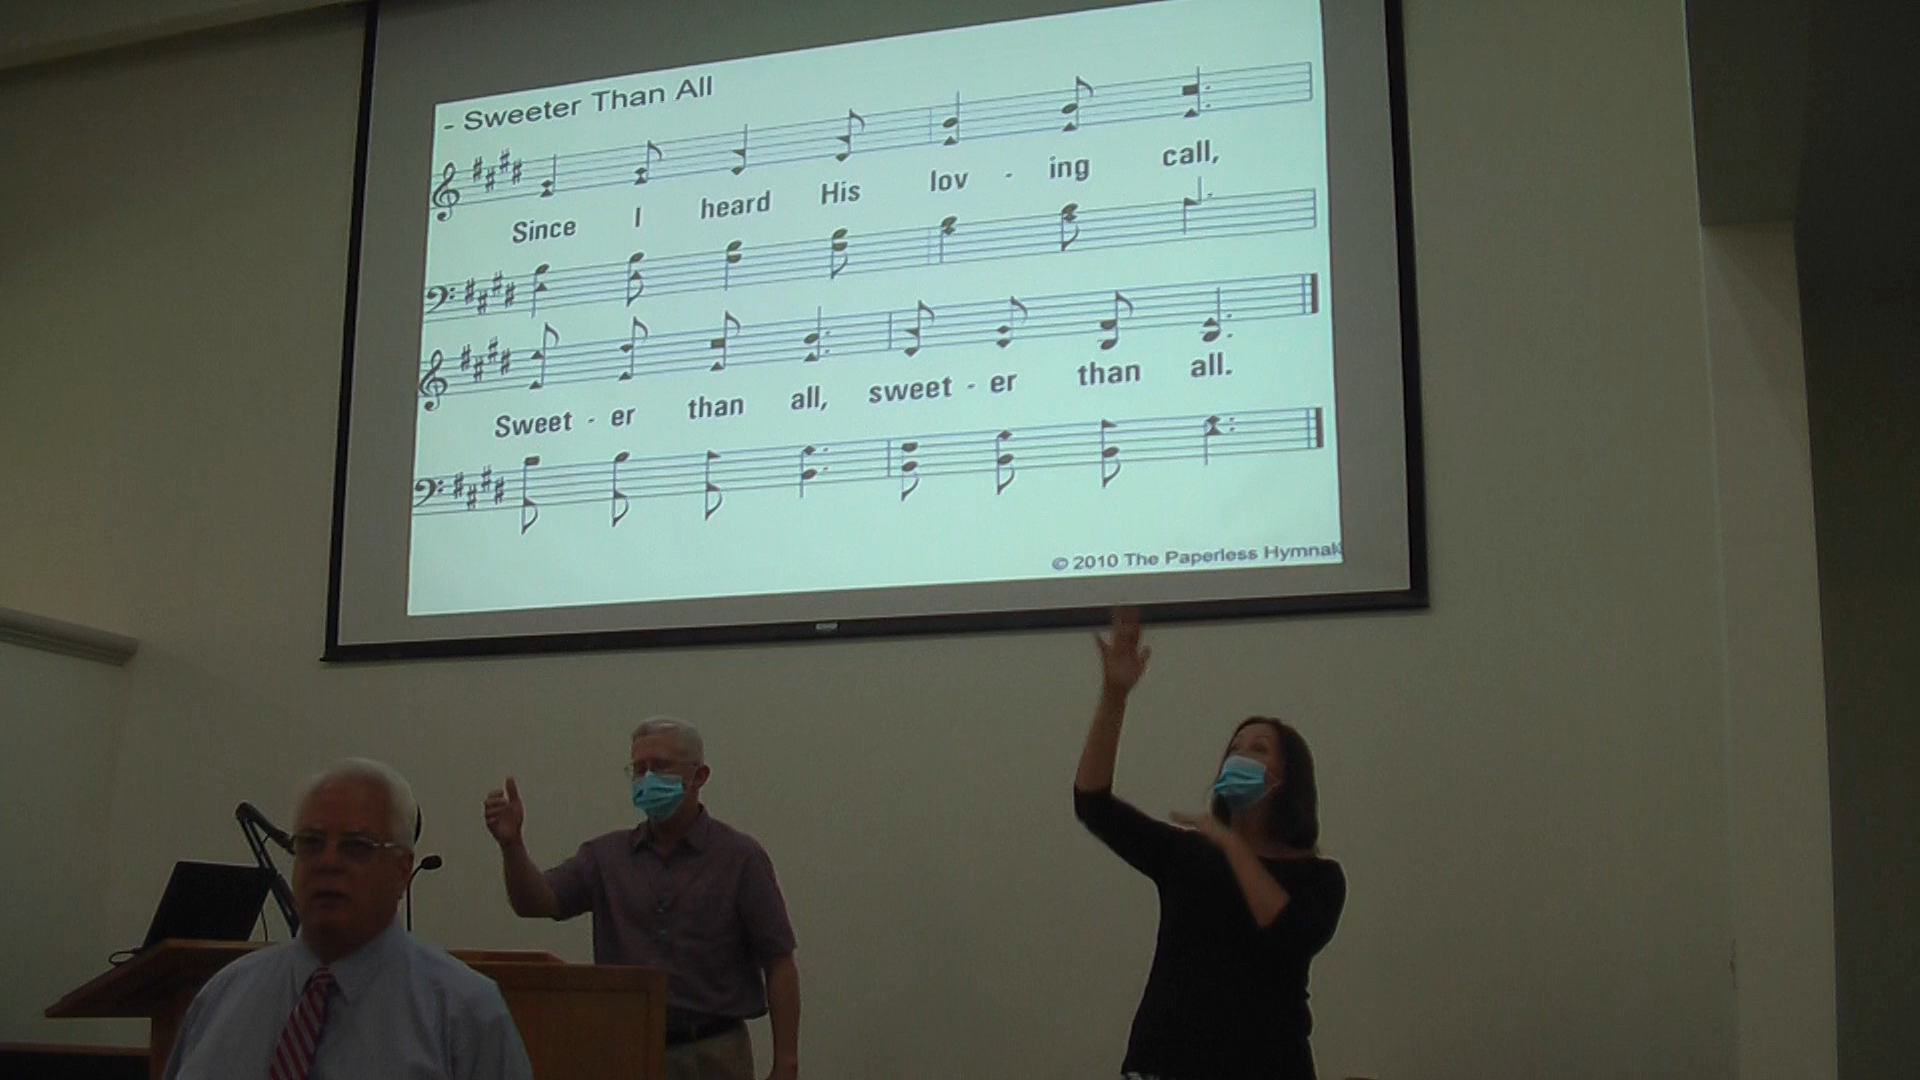 - Sweeter Than All
Since I heard His lov - ing call,
Sweet - er than all, sweet - er than all.
© 2010 The Paperless Hymnal